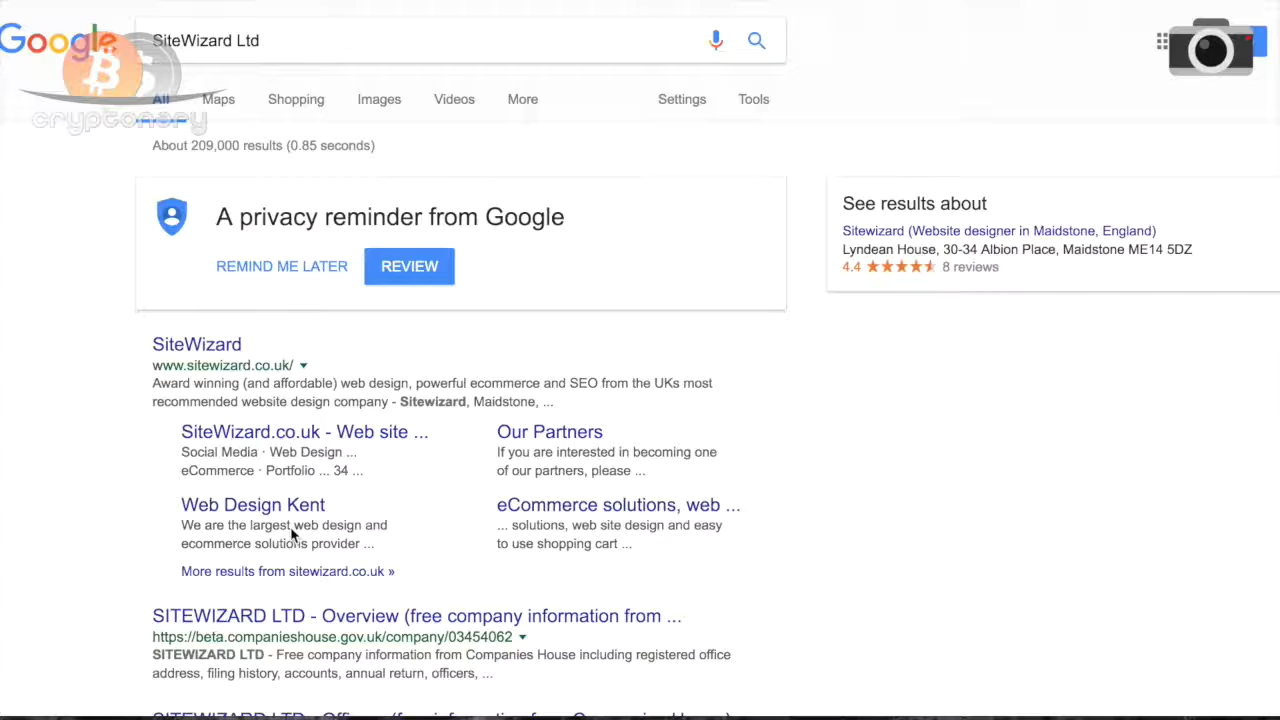 Google
SiteWizard Ltd
cryptonary
All Maps Shopping Images Videos More Settings Tools
About 209,000 results (0.85 seconds)
A privacy reminder from Google
REMIND ME LATER REVIEW
See results about
Sitewizard (Website designer in Maidstone, England)
Lyndean House, 30-34 Albion Place, Maidstone ME14 5DZ
4.4 8 reviews
SiteWizard
www.sitewizard.co.uk/
Award winning (and affordable) web design, powerful ecommerce and SEO from the UKs most
recommended website design company - Sitewizard, Maidstone, ...
SiteWizard.co.uk - Web site ...
Social Media · Web Design ...
eCommerce · Portfolio ... 34 ...
Our Partners
If you are interested in becoming one
of our partners, please ...
Web Design Kent
We are the largest web design and
ecommerce solutions provider ...
eCommerce solutions, web ...
... solutions, web site design and easy
to use shopping cart ...
More results from sitewizard.co.uk »
SITEWIZARD LTD - Overview (free company information from ...
https://beta.companieshouse.gov.uk/company/03454062
SITEWIZARD LTD - Free company information from Companies House including registered office
address, filing history, accounts, annual return, officers, ...